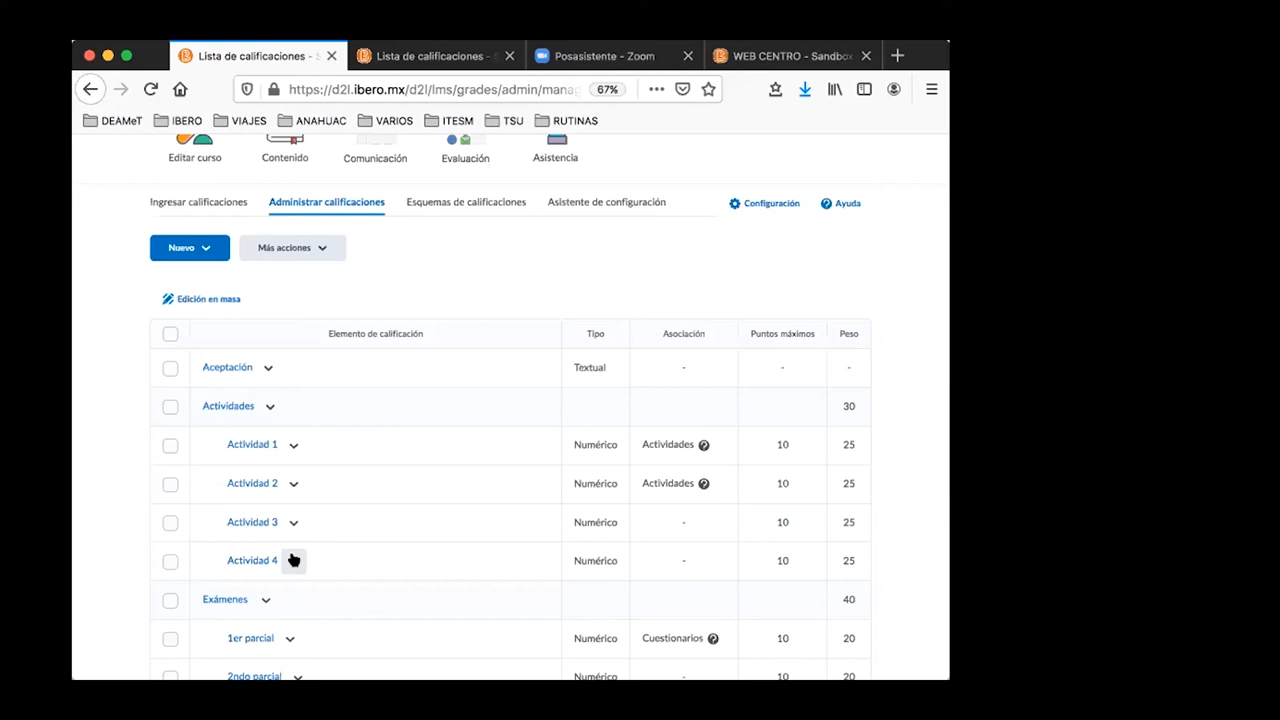 Lista de calificaciones -
Lista de calificaciones -
Posasistente - Zoom
WEB CENTRO - Sandbox
https://d2l.ibero.mx/d2l/lms/grades/admin/manag
67%
DEAMeT
IBERO
VIAJES
ANAHUAC
VARIOS
ITESM
TSU
RUTINAS
Editar curso
Contenido
Comunicación
Evaluación
Asistencia
Ingresar calificaciones
Administrar calificaciones
Esquemas de calificaciones
Asistente de configuración
Configuración
Ayuda
Nuevo
Más acciones
Edición en masa
Elemento de calificación Tipo Asociación Puntos máximos Peso
Aceptación Textual - - -
Actividades 30
Actividad 1 Numérico Actividades 10 25
Actividad 2 Numérico Actividades 10 25
Actividad 3 Numérico - 10 25
Actividad 4 Numérico - 10 25
Exámenes 40
1er parcial Numérico Cuestionarios 10 20
2ndo parcial Numérico - 10 20